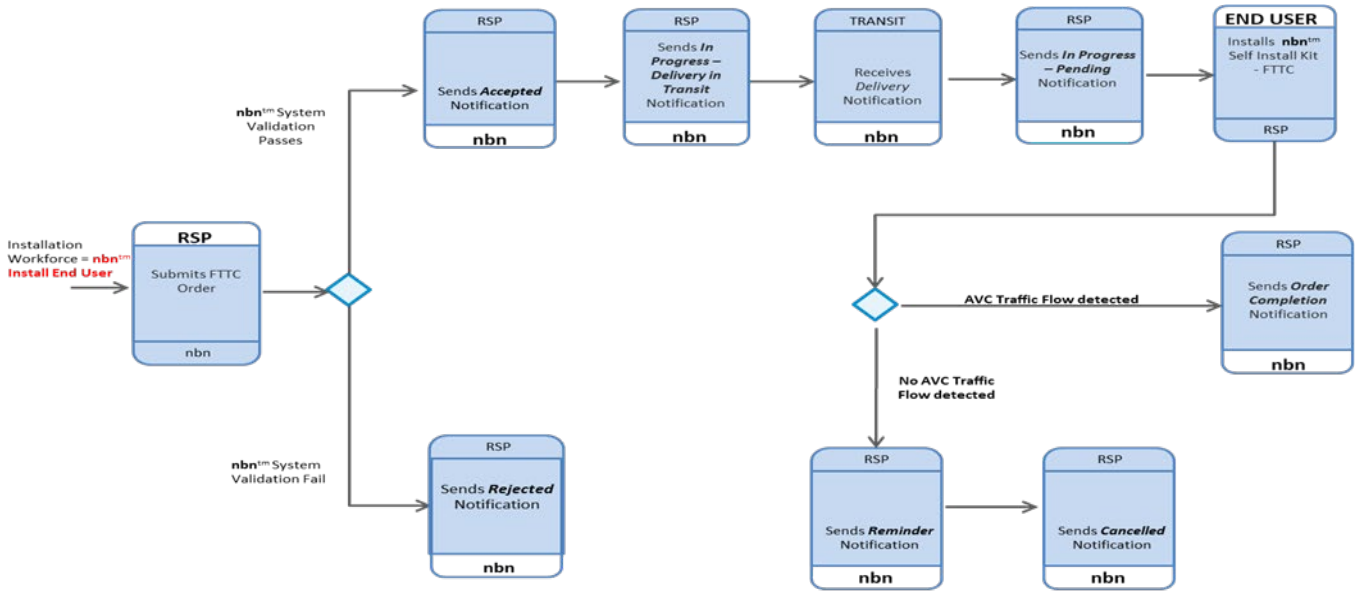 RSP
Sends Accepted
Notification
nbn
RSP
Sends In
Progress –
Delivery in
Transit
Notification
nbn
TRANSIT
Receives
Delivery
Notification
nbn
RSP
Sends In Progress
– Pending
Notification
nbn
END USER
Installs nbn™
Self Install Kit
- FTTC
RSP
nbn™ System
Validation
Passes
Installation
Workforce = nbn™
Install End User
RSP
Submits FTTC
Order
nbn
nbn™ System
Validation Fail
RSP
Sends Rejected
Notification
nbn
AVC Traffic Flow detected
RSP
Sends Order
Completion
Notification
nbn
No AVC Traffic
Flow detected
RSP
Sends Reminder
Notification
nbn
RSP
Sends Cancelled
Notification
nbn